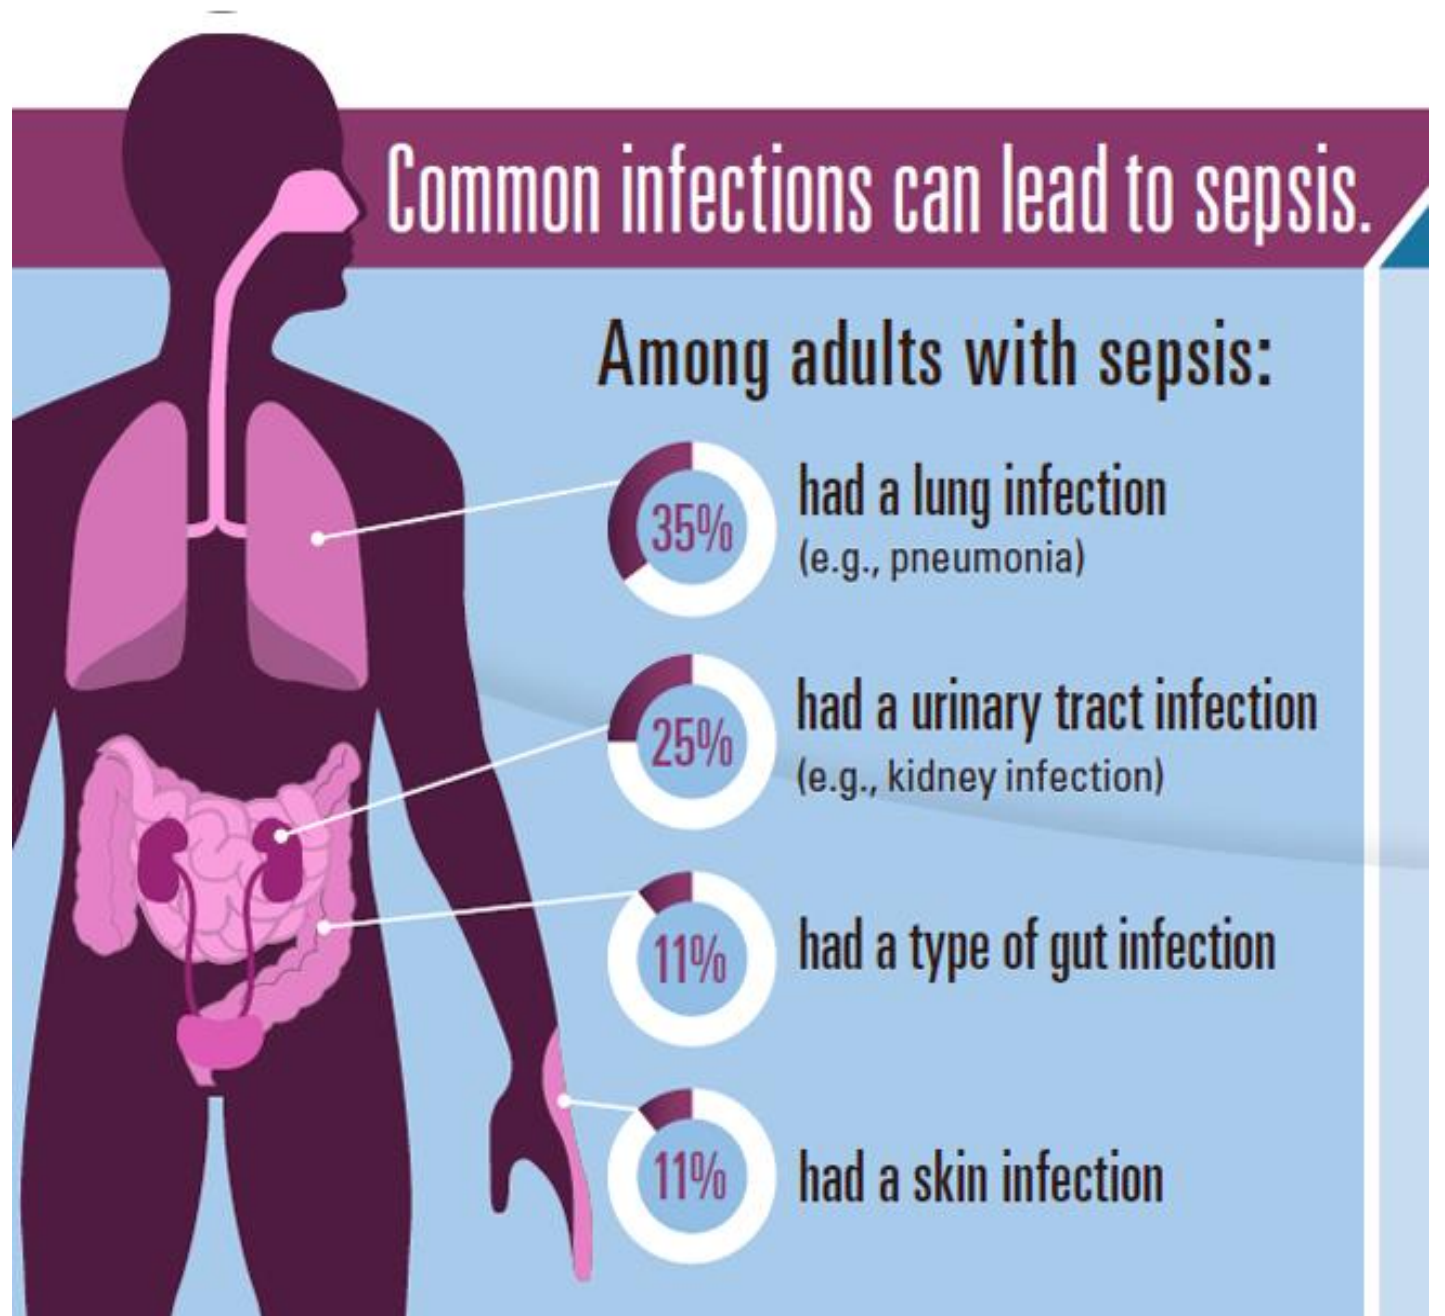 Common infections can lead to sepsis.
Among adults with sepsis:
35%
had a lung infection
(e.g., pneumonia)
25%
had a urinary tract infection
(e.g., kidney infection)
11%
had a type of gut infection
11%
had a skin infection